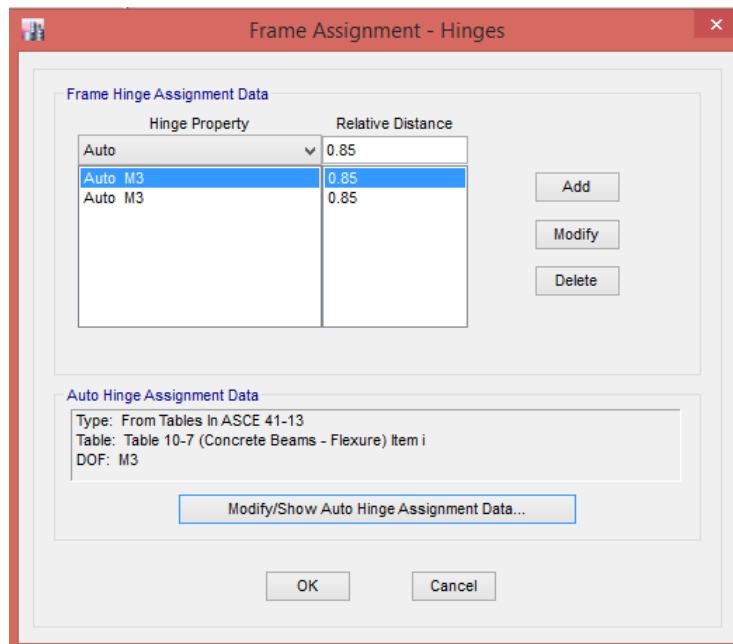 Frame Assignment - Hinges
Frame Hinge Assignment Data
Hinge Property Relative Distance
Auto 0.85
Auto M3 0.85
Auto M3 0.85
Add
Modify
Delete
Auto Hinge Assignment Data
Type: From Tables In ASCE 41-13
Table: Table 10-7 (Concrete Beams - Flexure) Item i
DOF: M3
Modify/Show Auto Hinge Assignment Data...
OK Cancel